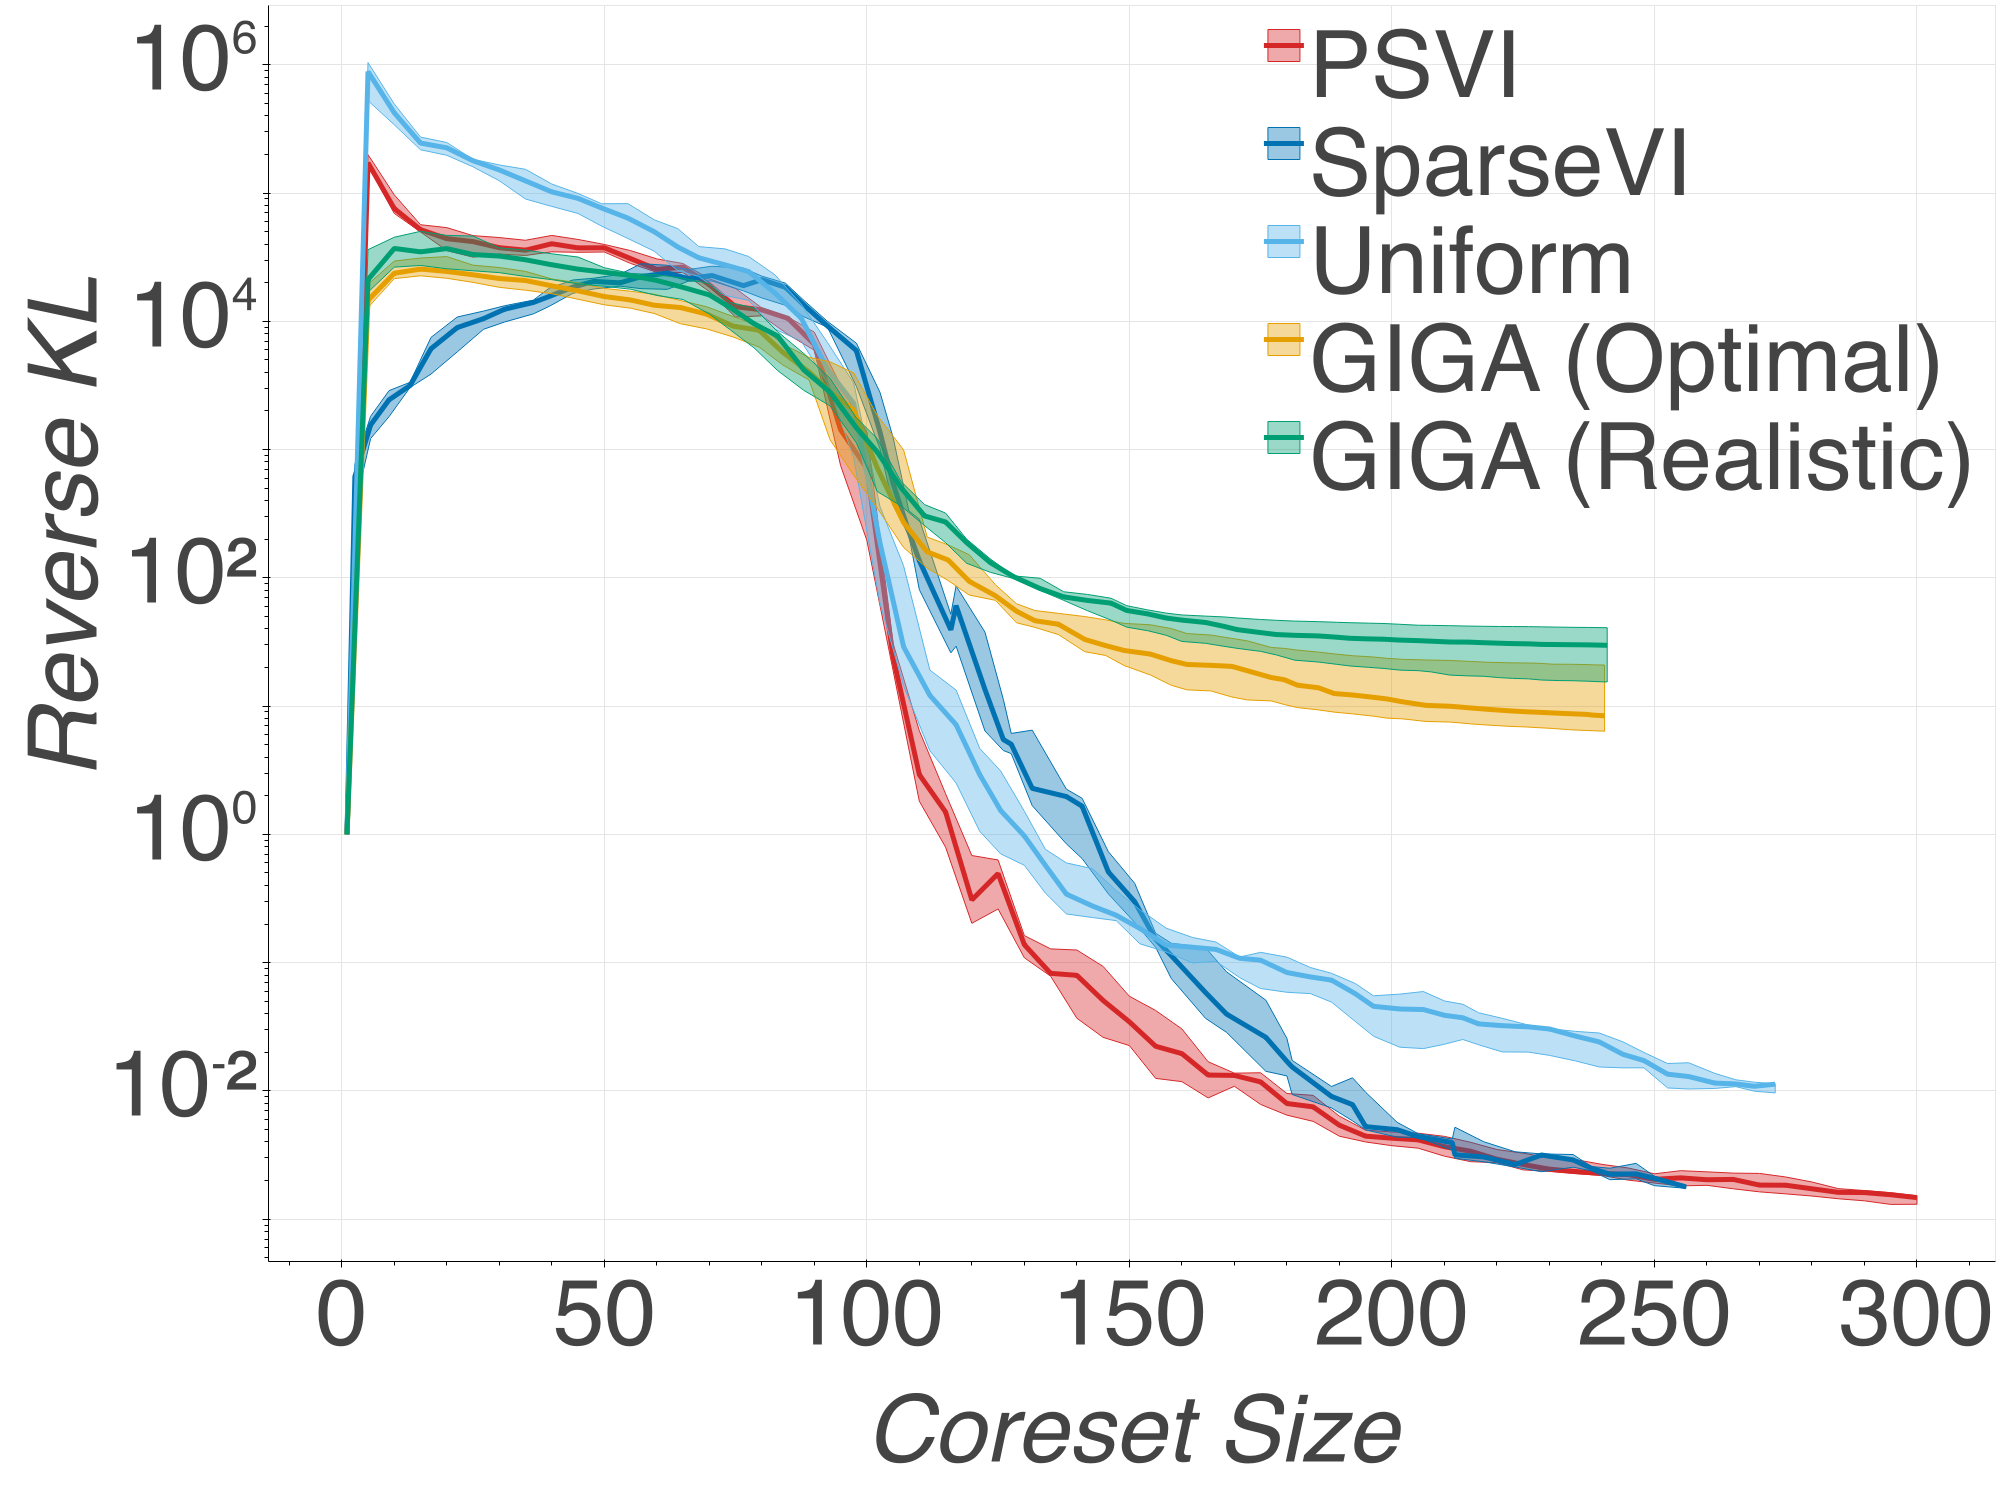 PSVI
SparseVI
Uniform
GIGA (Optimal)
GIGA (Realistic)
Reverse KL
10⁶
10⁴
10²
10⁰
10⁻²
0 50 100 150 200 250 300
Coreset Size